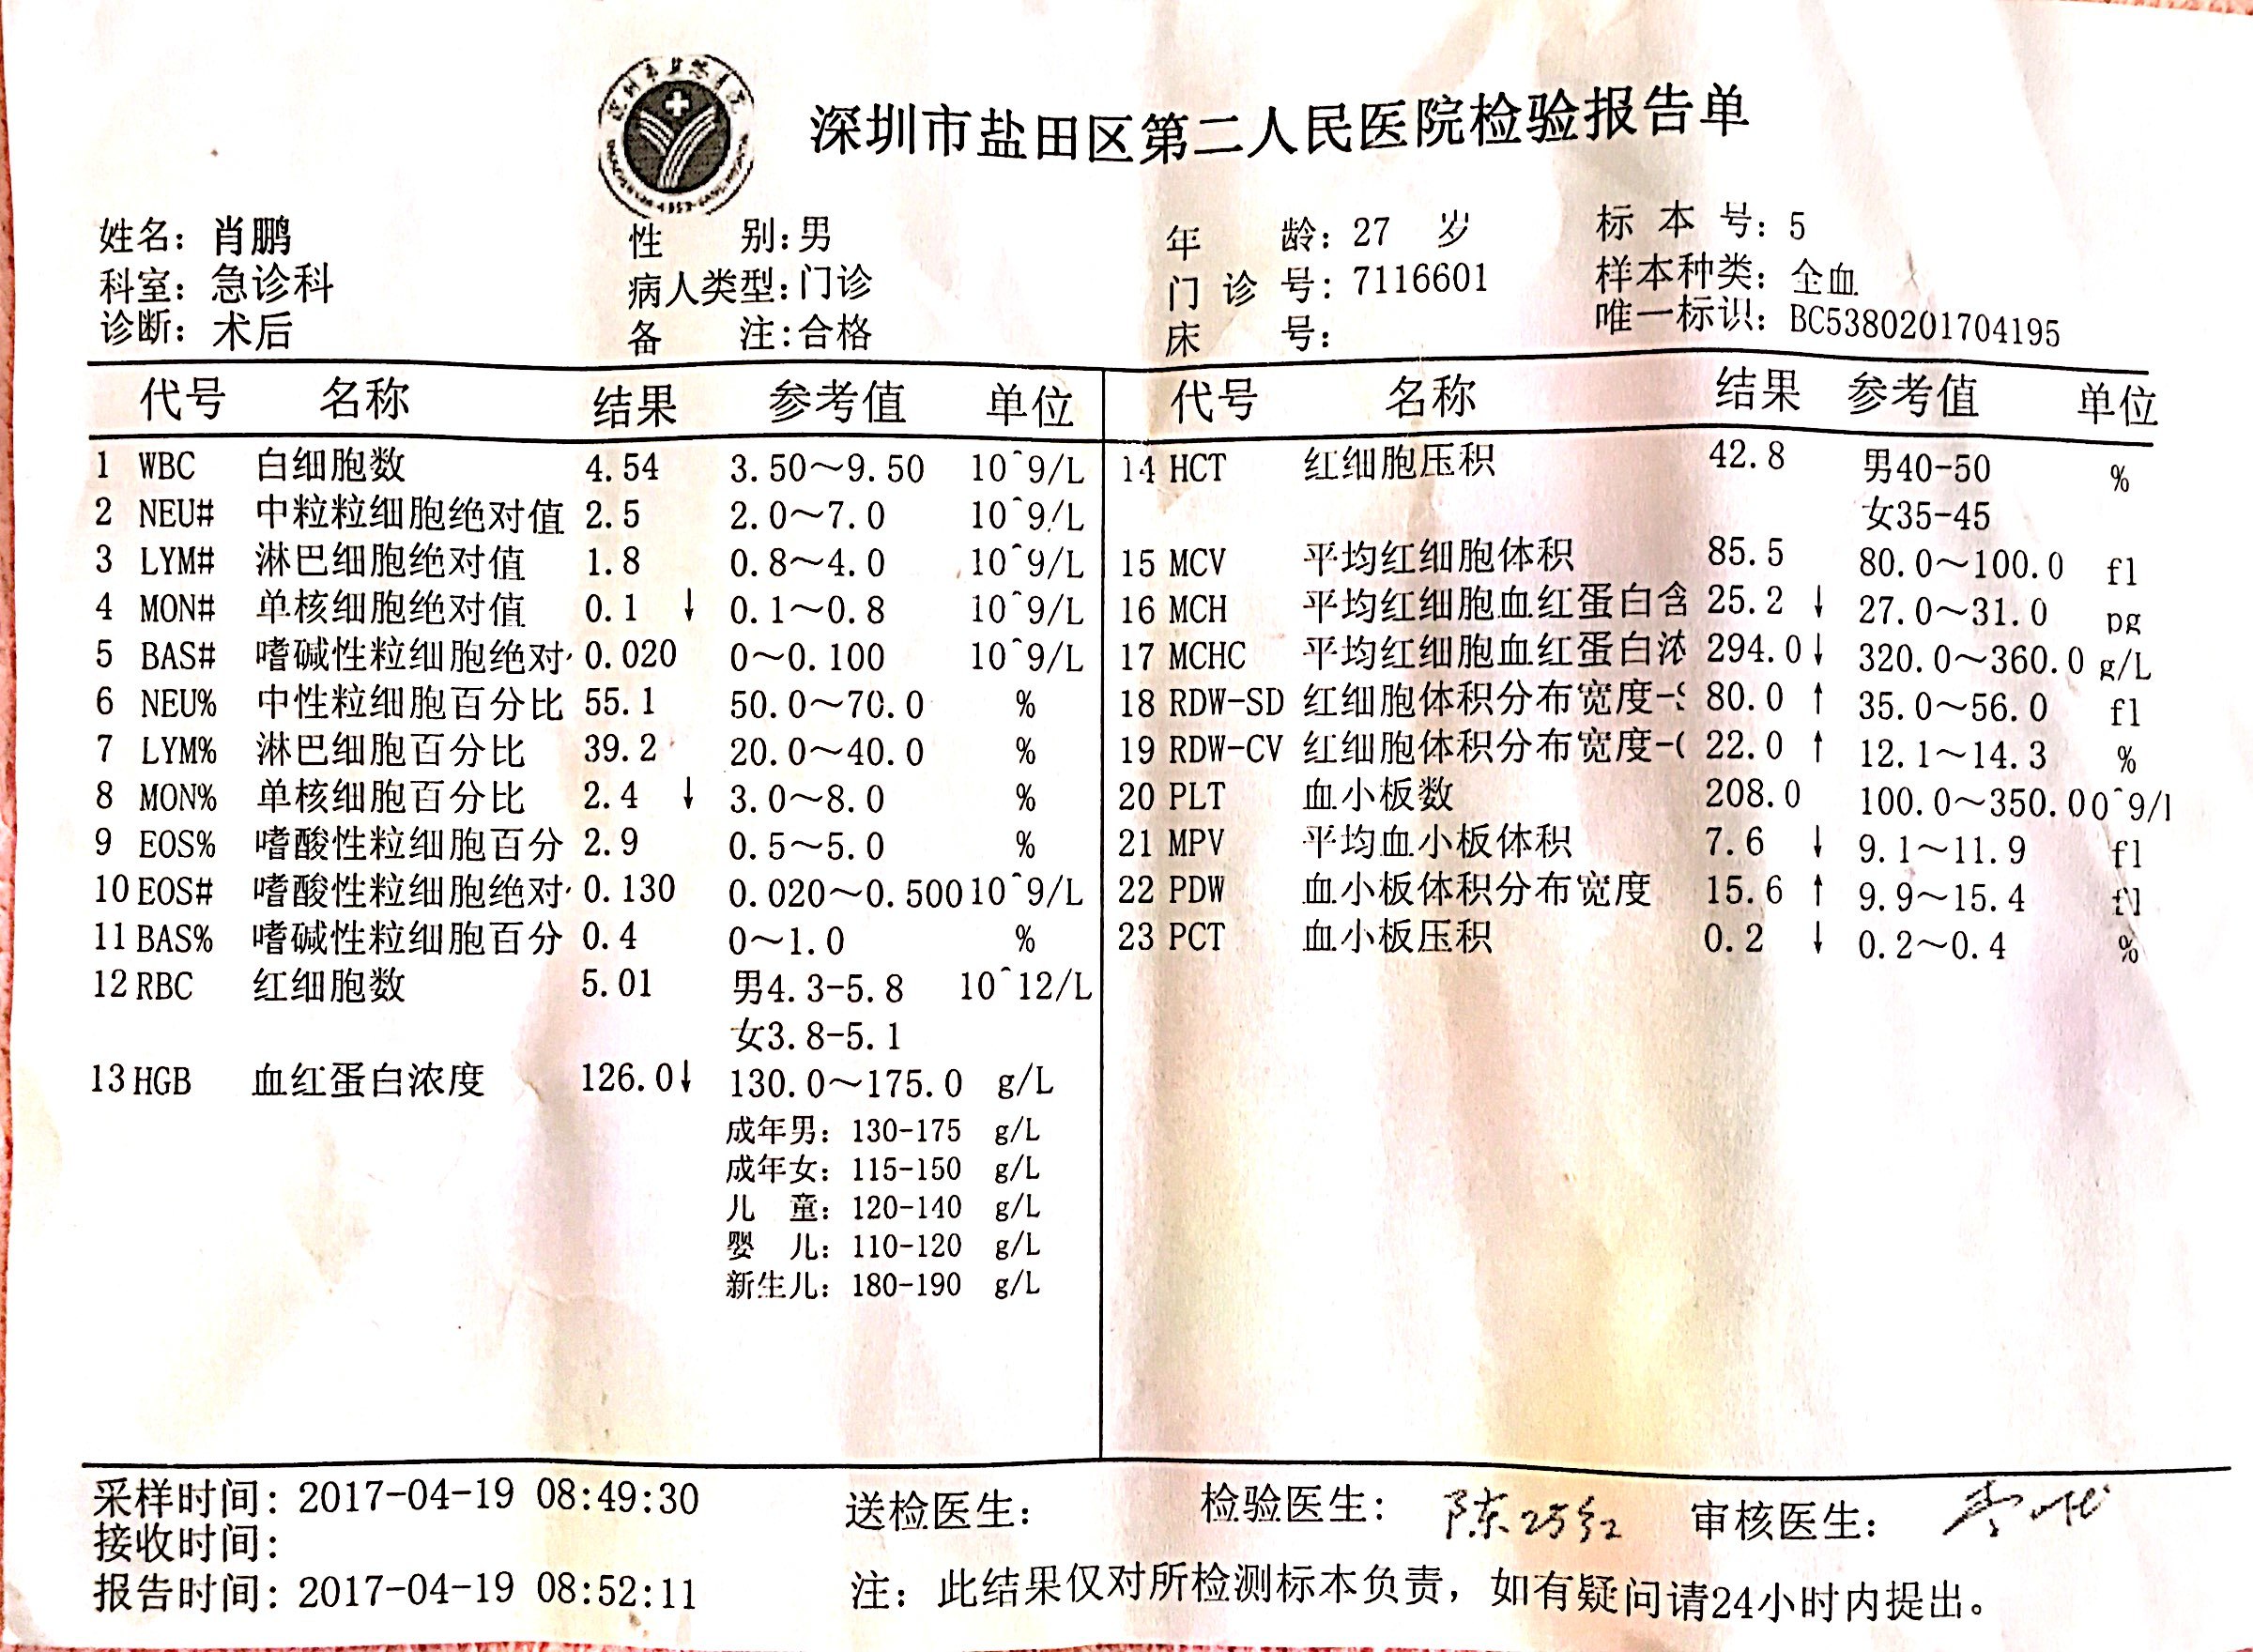 深圳市盐田区第二人民医院检验报告单
姓名：肖鹏 性 别：男 年 龄：27 岁 标 本 号：5
科室：急诊科 病人类型：门诊 门 诊 号：7116601 样本种类：全血
诊断：术后 备 注：合格 床 号： 唯一标识：BC5380201704195
代号 名称 结果 参考值 单位
1 WBC 白细胞数 4.54 3.50～9.50 10^9/L
2 NEU# 中粒粒细胞绝对值 2.5 2.0～7.0 10^9/L
3 LYM# 淋巴细胞绝对值 1.8 0.8～4.0 10^9/L
4 MON# 单核细胞绝对值 0.1 ↓ 0.1～0.8 10^9/L
5 BAS# 嗜碱性粒细胞绝对 0.020 0～0.100 10^9/L
6 NEU% 中性粒细胞百分比 55.1 50.0～70.0 %
7 LYM% 淋巴细胞百分比 39.2 20.0～40.0 %
8 MON% 单核细胞百分比 2.4 ↓ 3.0～8.0 %
9 EOS% 嗜酸性粒细胞百分 2.9 0.5～5.0 %
10 EOS# 嗜酸性粒细胞绝对 0.130 0.020～0.500 10^9/L
11 BAS% 嗜碱性粒细胞百分 0.4 0～1.0 %
12 RBC 红细胞数 5.01 男4.3-5.8 10^12/L
女3.8-5.1
13 HGB 血红蛋白浓度 126.0↓ 130.0～175.0 g/L
成年男：130-175 g/L
成年女：115-150 g/L
儿 童：120-140 g/L
婴 儿：110-120 g/L
新生儿：180-190 g/L
代号 名称 结果 参考值 单位
14 HCT 红细胞压积 42.8 男40-50 %
女35-45
15 MCV 平均红细胞体积 85.5 80.0～100.0 fl
16 MCH 平均红细胞血红蛋白含 25.2 ↓ 27.0～31.0 pg
17 MCHC 平均红细胞血红蛋白浓 294.0↓ 320.0～360.0 g/L
18 RDW-SD 红细胞体积分布宽度- 80.0 ↑ 35.0～56.0 fl
19 RDW-CV 红细胞体积分布宽度- 22.0 ↑ 12.1～14.3 %
20 PLT 血小板数 208.0 100.0～350.0 0^9/l
21 MPV 平均血小板体积 7.6 ↓ 9.1～11.9 fl
22 PDW 血小板体积分布宽度 15.6 ↑ 9.9～15.4 fl
23 PCT 血小板压积 0.2 ↓ 0.2～0.4 %
采样时间：2017-04-19 08:49:30 送检医生： 检验医生： 陈巧红 审核医生：
接收时间：
报告时间：2017-04-19 08:52:11 注：此结果仅对所检测标本负责，如有疑问请24小时内提出。